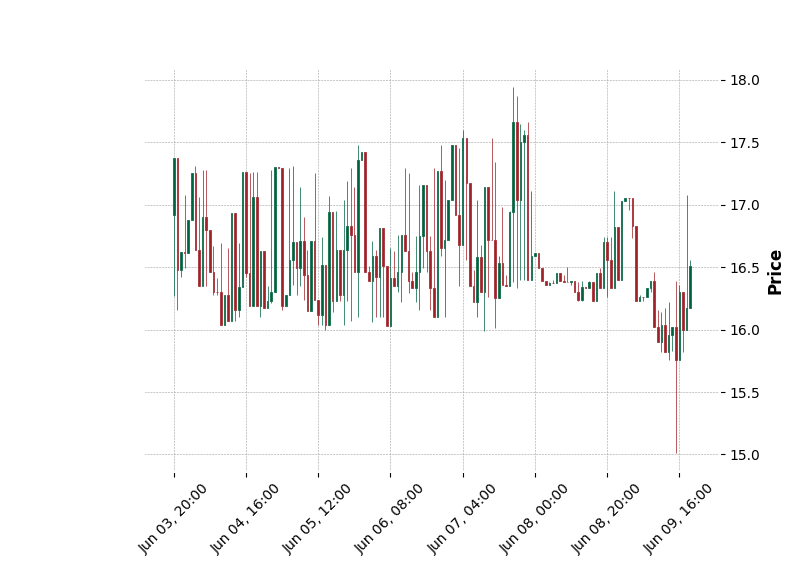 18.0
17.5
17.0
16.5
16.0
15.5
15.0
Price
Jun 03, 20:00
Jun 04, 16:00
Jun 05, 12:00
Jun 06, 08:00
Jun 07, 04:00
Jun 08, 00:00
Jun 08, 20:00
Jun 09, 16:00